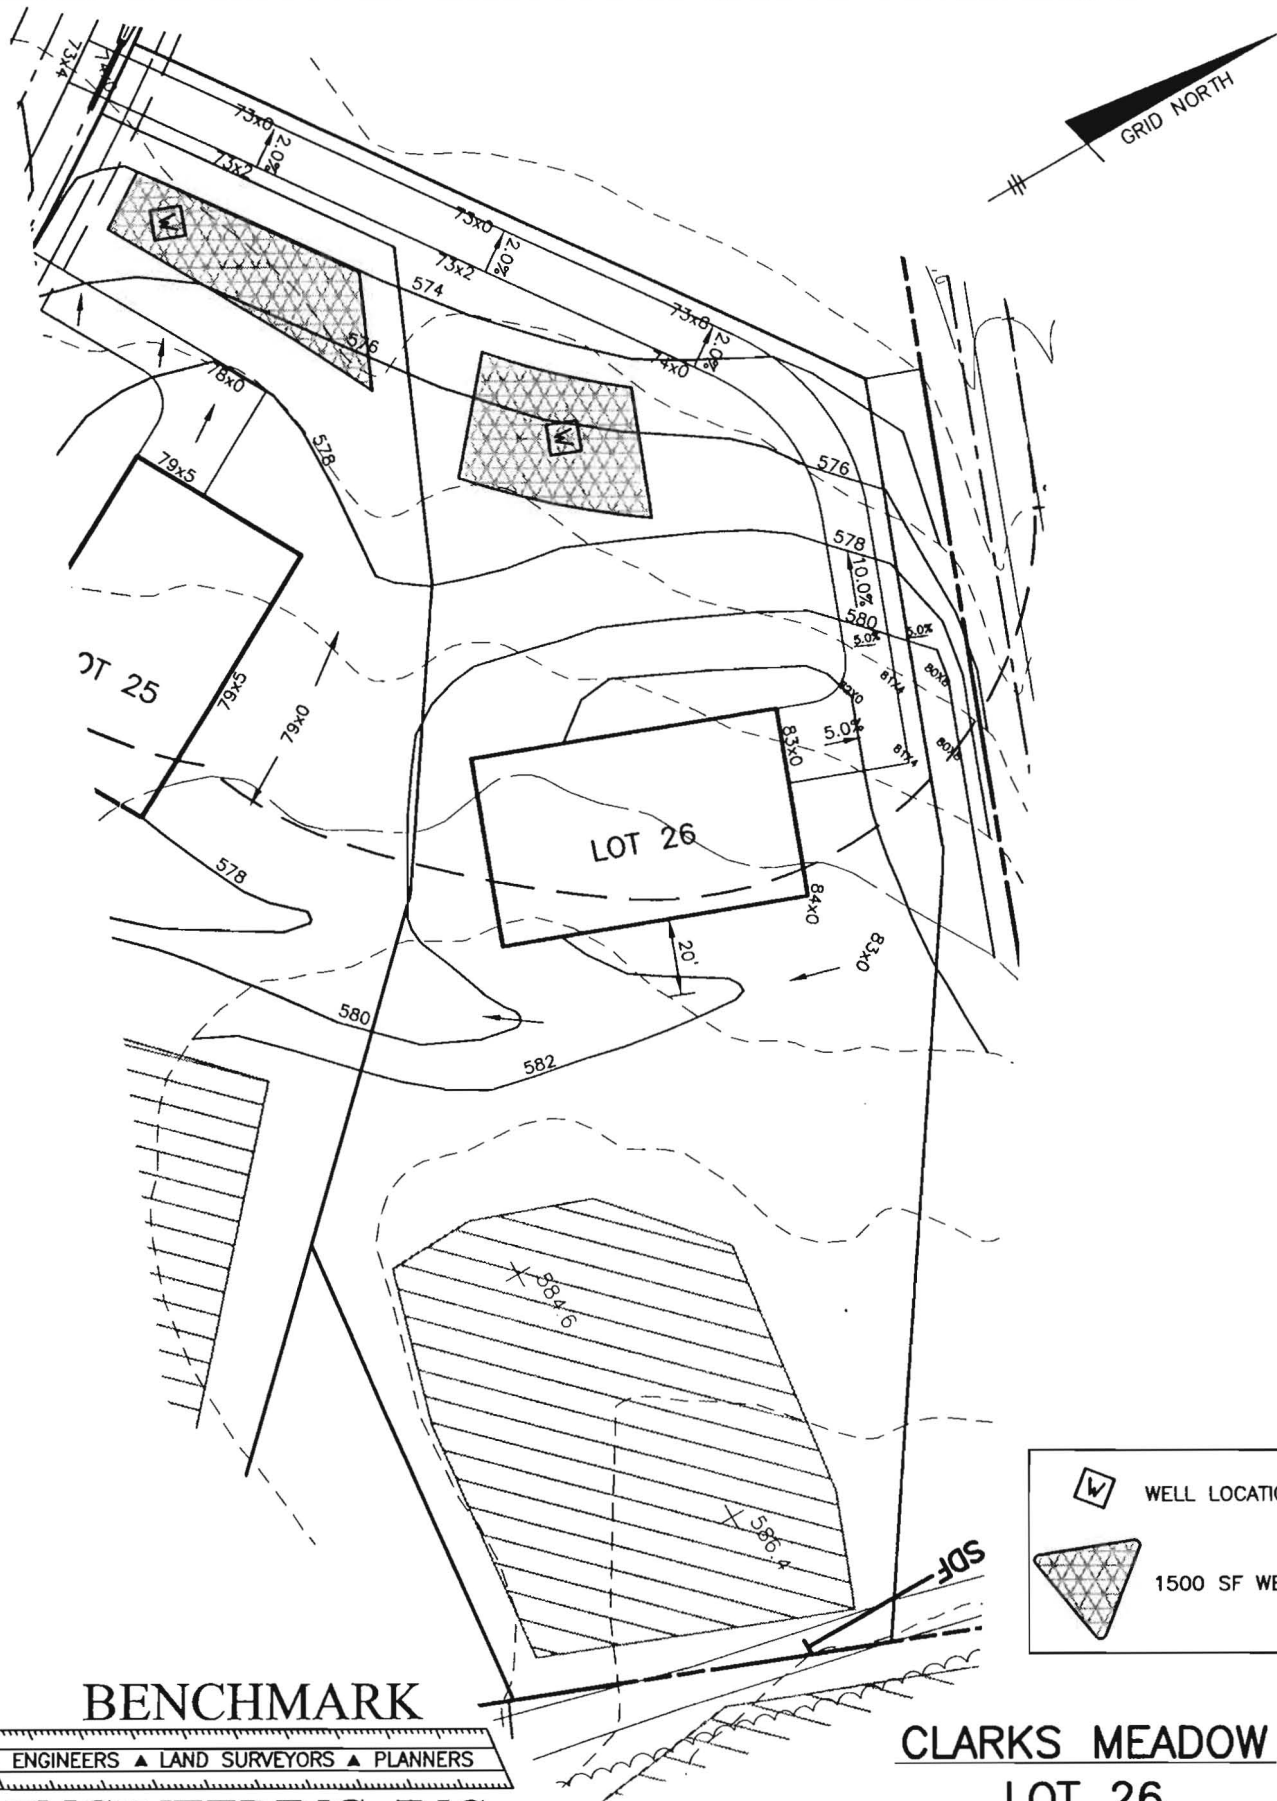 73x4
GRID NORTH
73x0
2.0%
73x2
W
73x0
2.0%
73x2
574
73x8
2.0%
74x0
576
78x0
W
576
578
79x5
578
10.0%
580
5.0%
5.0%
OT 25
79x5
79x0
82x0
81x4
80x8
83x0
5.0%
81x4
80x8
LOT 26
578
84x0
20'
83x0
580
582
584.6
586.4
SDF
W
WELL LOCATIO
1500 SF WE
BENCHMARK
ENGINEERS ▲ LAND SURVEYORS ▲ PLANNERS
CLARKS MEADOW
LOT 26